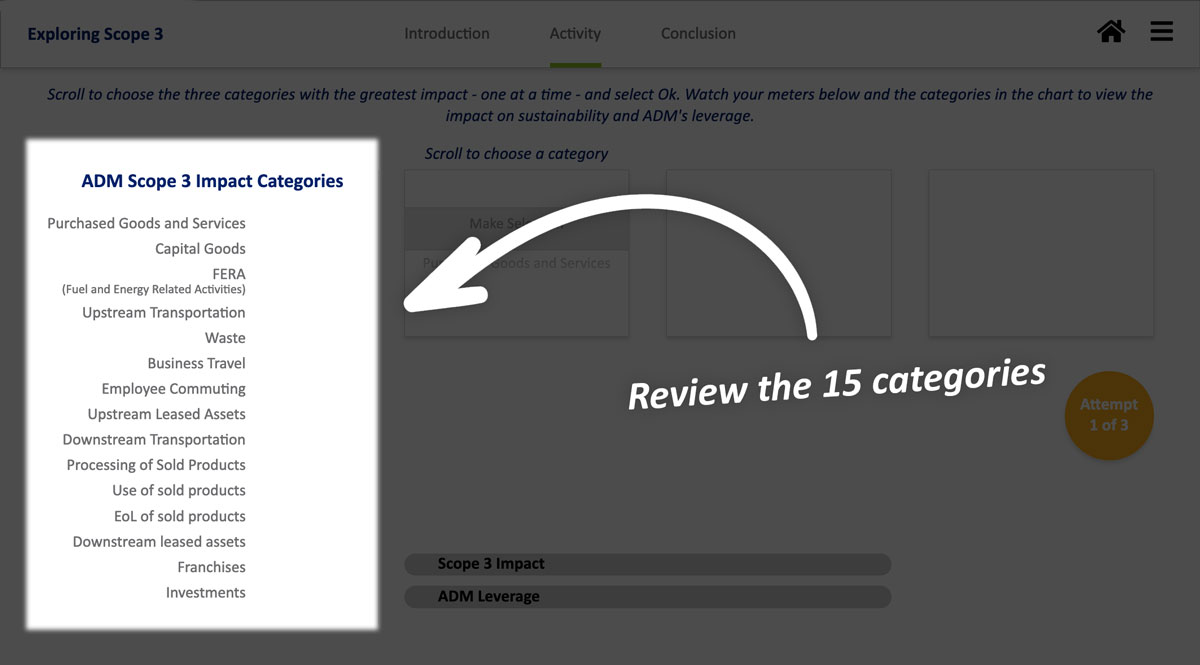 Exploring Scope 3
Introduction
Activity
Conclusion
Scroll to choose the three categories with the greatest impact - one at a time - and select Ok. Watch your meters below and the categories in the chart to view the
impact on sustainability and ADM's leverage.
ADM Scope 3 Impact Categories
Purchased Goods and Services
Capital Goods
FERA
(Fuel and Energy Related Activities)
Upstream Transportation
Waste
Business Travel
Employee Commuting
Upstream Leased Assets
Downstream Transportation
Processing of Sold Products
Use of sold products
EoL of sold products
Downstream leased assets
Franchises
Investments
Scroll to choose a category
Make
Goods and Services
Review the 15 categories
Attempt
1 of 3
Scope 3 Impact
ADM Leverage